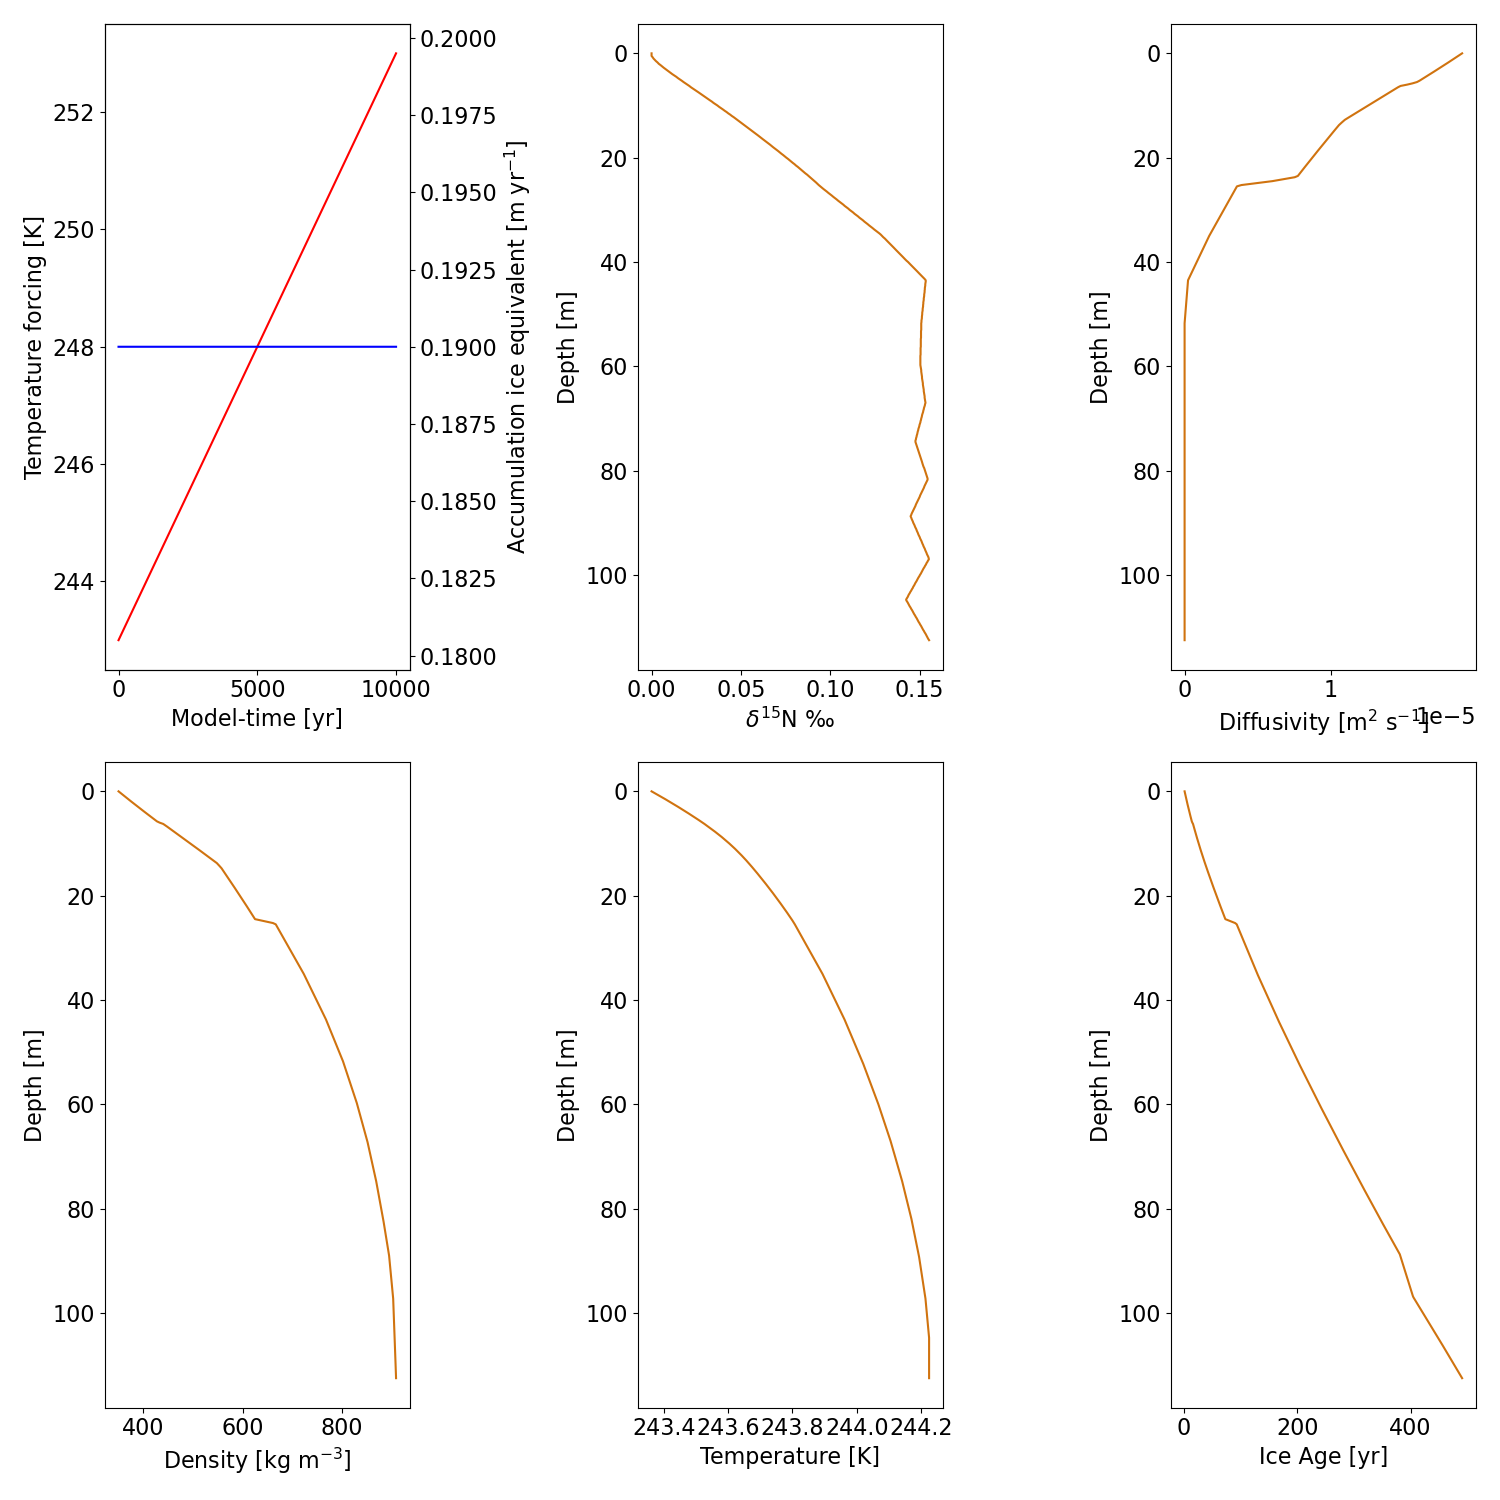 252
250
248
246
244
Temperature forcing [K]
0 5000 10000
Model-time [yr]
0.2000
0.1975
0.1950
0.1925
0.1900
0.1875
0.1850
0.1825
0.1800
Accumulation ice equivalent [m yr⁻¹]
0
20
40
60
80
100
Depth [m]
0.00 0.05 0.10 0.15
δ¹⁵N ‰
0
20
40
60
80
100
Depth [m]
0 1
1e−5
Diffusivity [m² s⁻¹]
0
20
40
60
80
100
Depth [m]
400 600 800
Density [kg m⁻³]
0
20
40
60
80
100
Depth [m]
243.4 243.6 243.8 244.0 244.2
Temperature [K]
0
20
40
60
80
100
Depth [m]
0 200 400
Ice Age [yr]